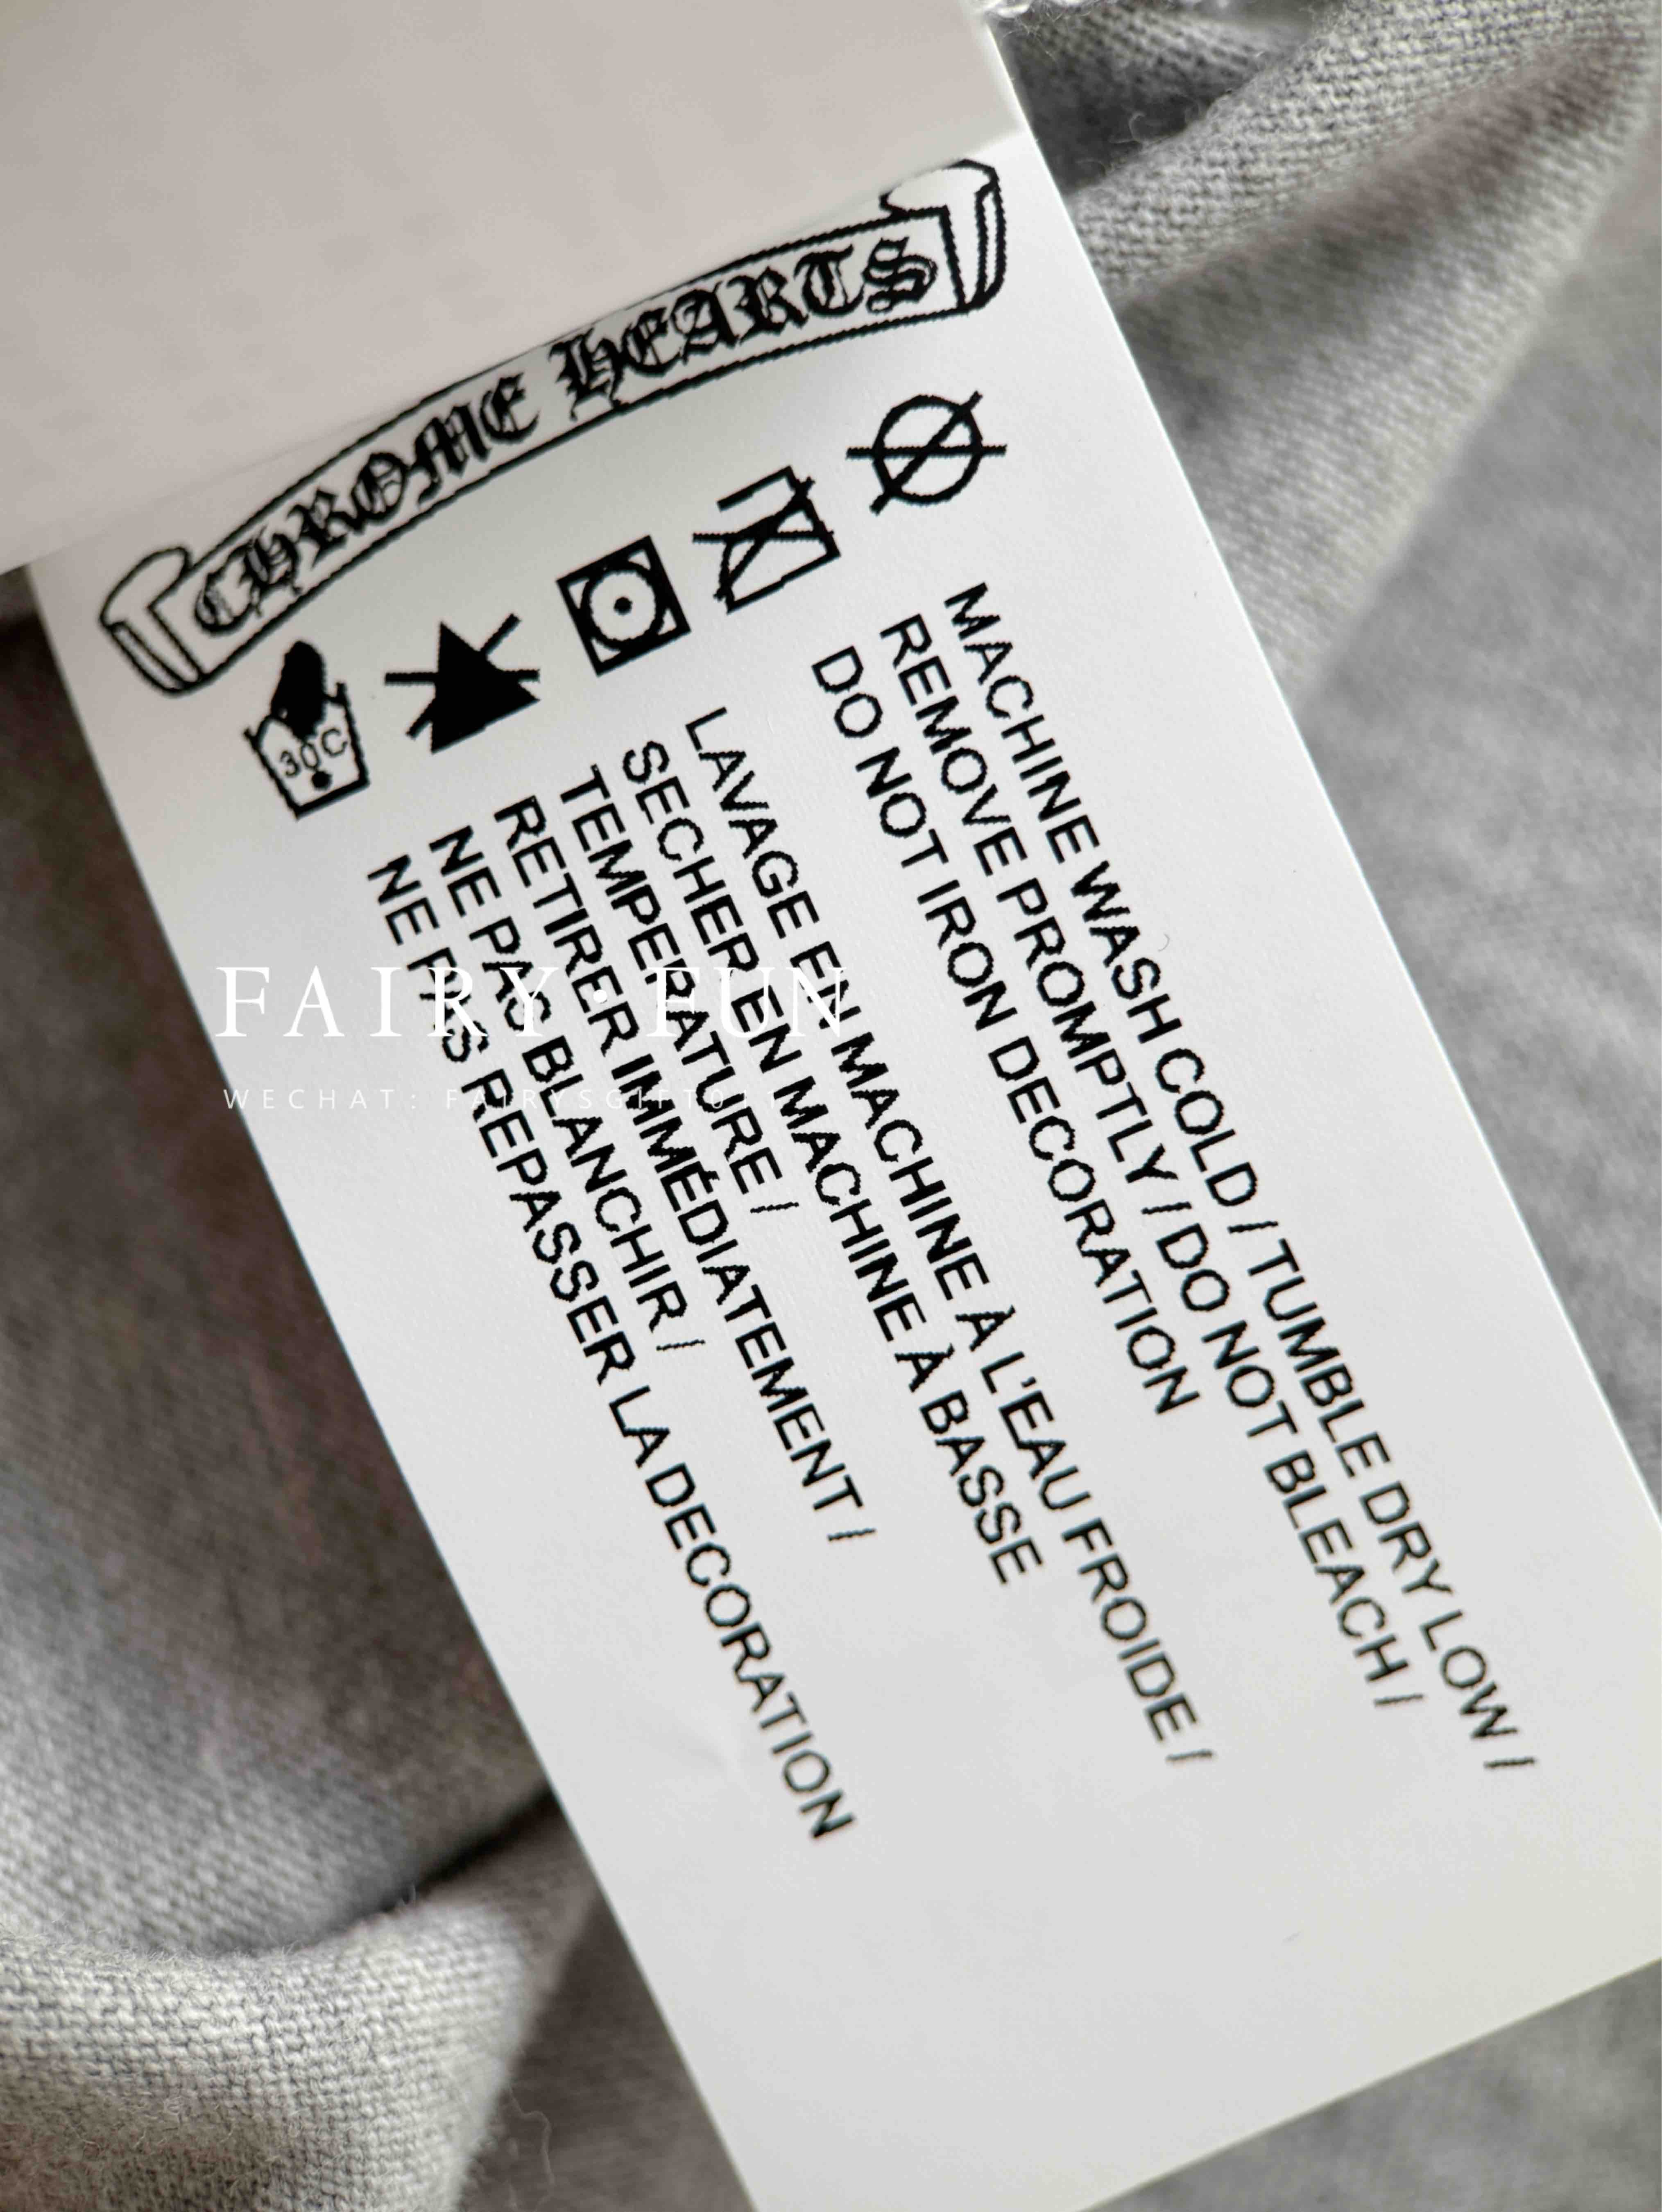 CHROME HEARTS
30C
MACHINE WASH COLD / TUMBLE DRY LOW /
REMOVE PROMPTLY / DO NOT BLEACH /
DO NOT IRON DECORATION
LAVAGE EN MACHINE À L'EAU FROIDE /
SECHER EN MACHINE À BASSE
TEMPERATURE /
RETIRER IMMÉDIATEMENT /
NE PAS BLANCHIR /
NE PAS REPASSER LA DECORATION
FAIRY·FUN
WECHAT: